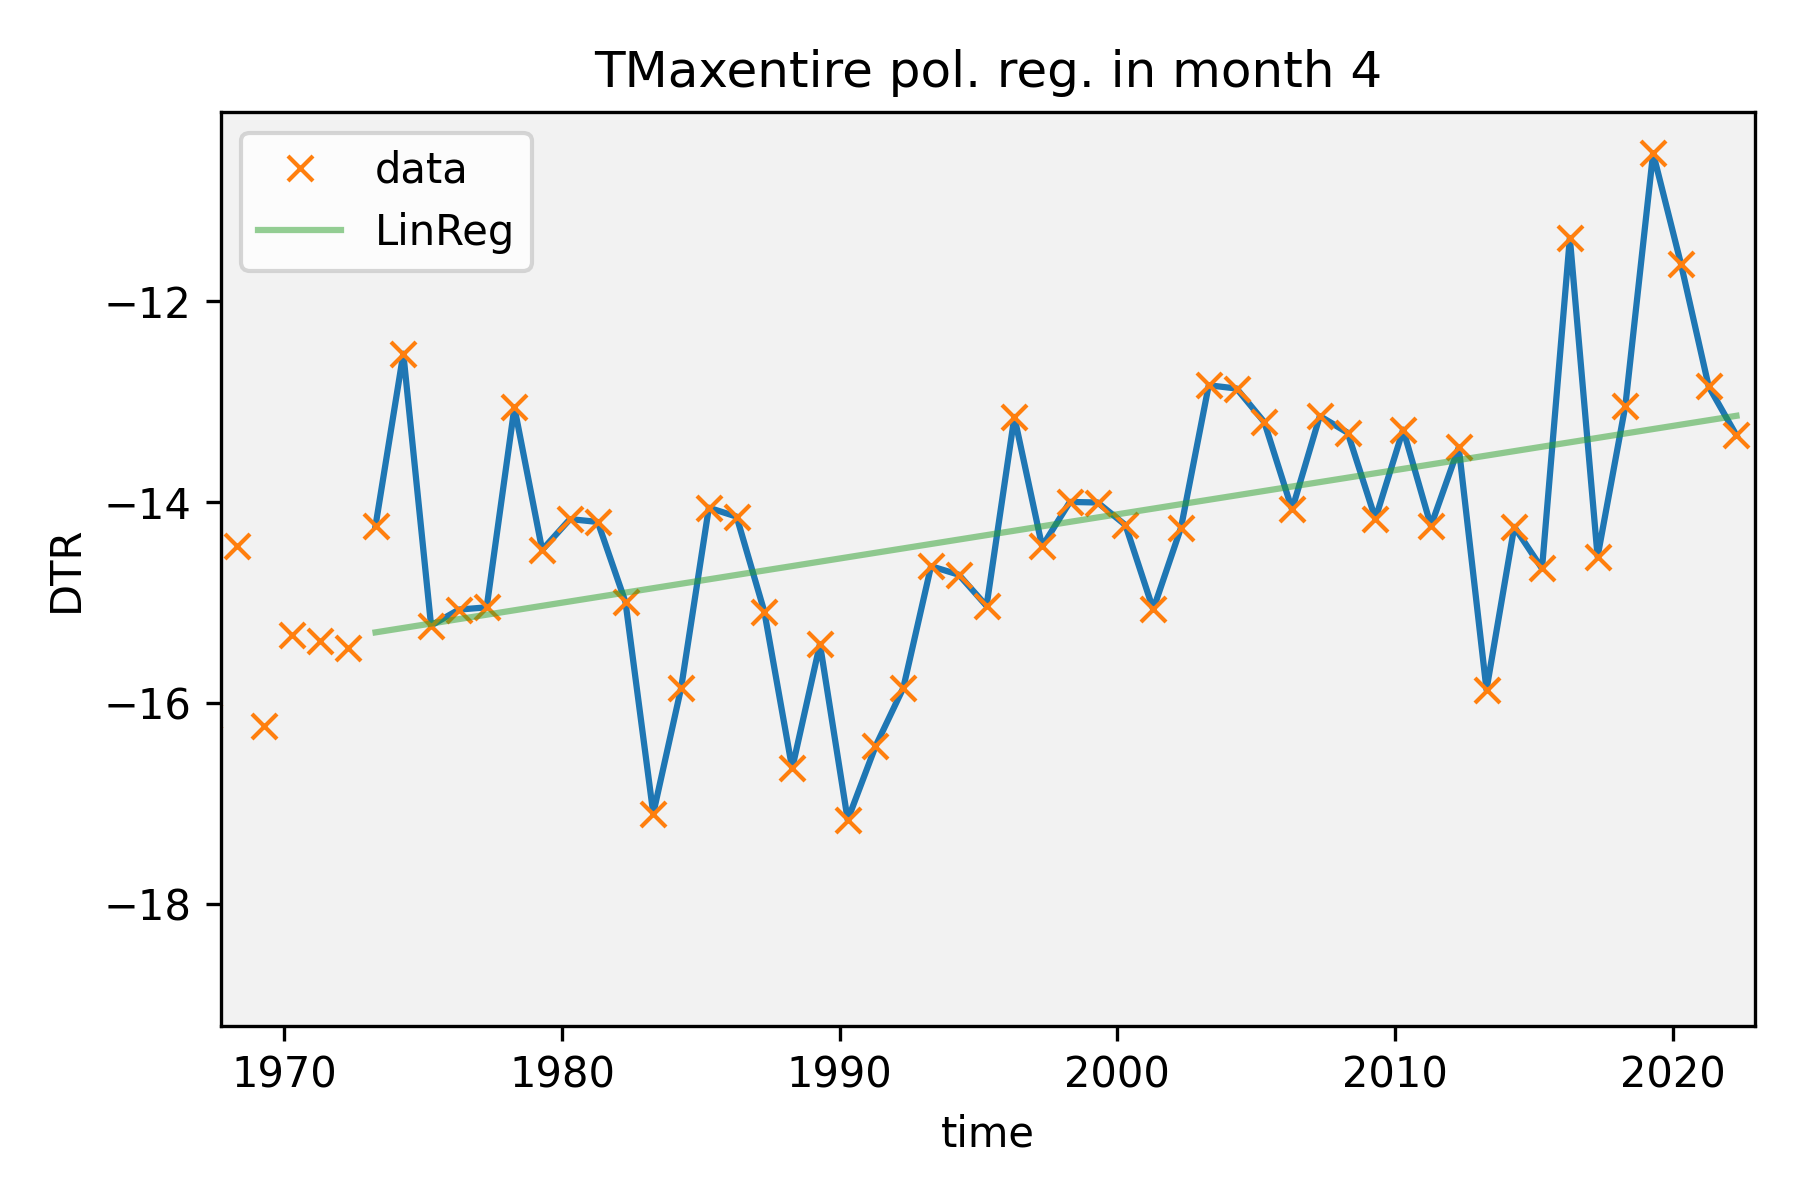 TMaxentire pol. reg. in month 4
data
LinReg
DTR
−12
−14
−16
−18
1970 1980 1990 2000 2010 2020
time